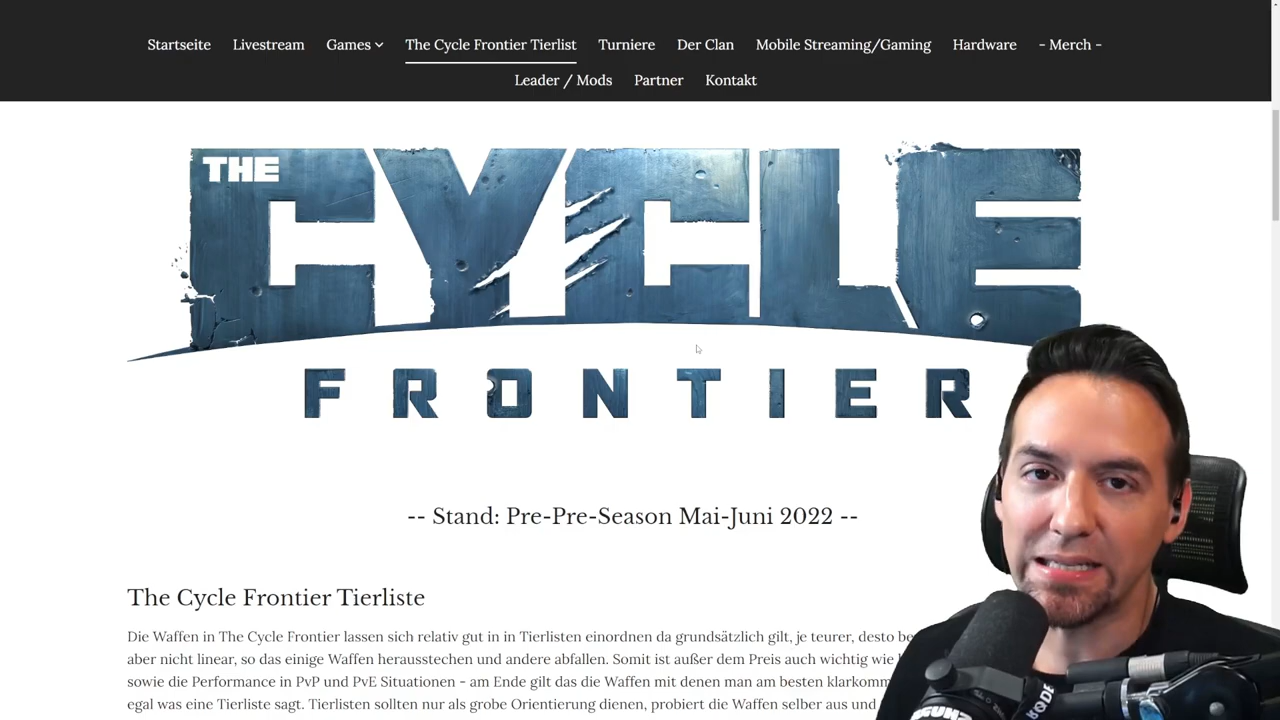 Startseite Livestream Games The Cycle Frontier Tierlist Turniere Der Clan Mobile Streaming/Gaming Hardware - Merch -
Leader / Mods Partner Kontakt
THE
CYCLE
FRONTIER
-- Stand: Pre-Pre-Season Mai-Juni 2022 --
The Cycle Frontier Tierliste
Die Waffen in The Cycle Frontier lassen sich relativ gut in in Tierlisten einordnen da grundsätzlich gilt, je teurer, desto
aber nicht linear, so das einige Waffen herausstechen und andere abfallen. Somit ist außer dem Preis auch wichtig wie
sowie die Performance in PvP und PvE Situationen - am Ende gilt das die Waffen mit denen man am besten
egal was eine Tierliste sagt. Tierlisten sollten nur als grobe Orientierung dienen, probiert die Waffen selber aus und